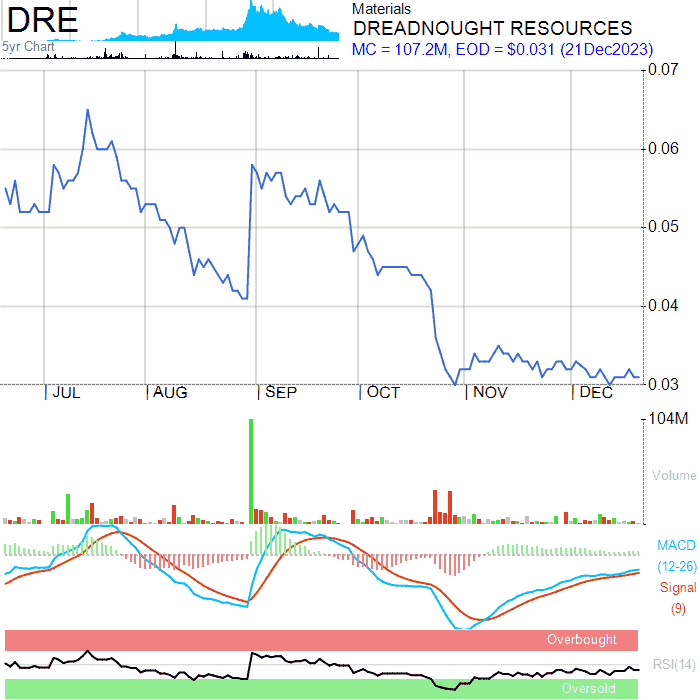 DRE
5yr Chart
Materials
DREADNOUGHT RESOURCES
MC = 107.2M, EOD = $0.031 (21Dec2023)
0.07
0.06
0.05
0.04
0.03
JUL AUG SEP OCT NOV DEC
104M
Volume
MACD
(12-26)
Signal
(9)
Overbought
RSI(14)
Oversold